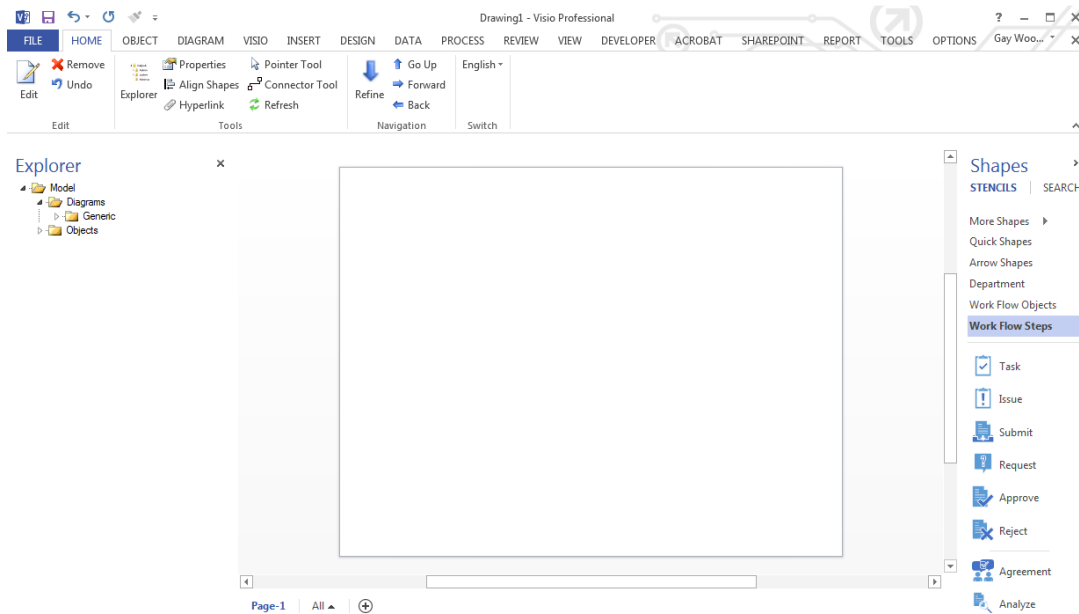 Drawing1 - Visio Professional
FILE HOME OBJECT DIAGRAM VISIO INSERT DESIGN DATA PROCESS REVIEW VIEW DEVELOPER ACROBAT SHAREPOINT REPORT TOOLS OPTIONS Gay Woo...
Edit
Remove
Undo
Edit
Explorer
Properties
Align Shapes
Hyperlink
Pointer Tool
Connector Tool
Refresh
Tools
Refine
Go Up
Forward
Back
Navigation
English
Switch
Explorer
Model
Diagrams
Generic
Objects
Shapes
STENCILS SEARCH
More Shapes
Quick Shapes
Arrow Shapes
Department
Work Flow Objects
Work Flow Steps
Task
Issue
Submit
Request
Approve
Reject
Agreement
Analyze
Page-1 All